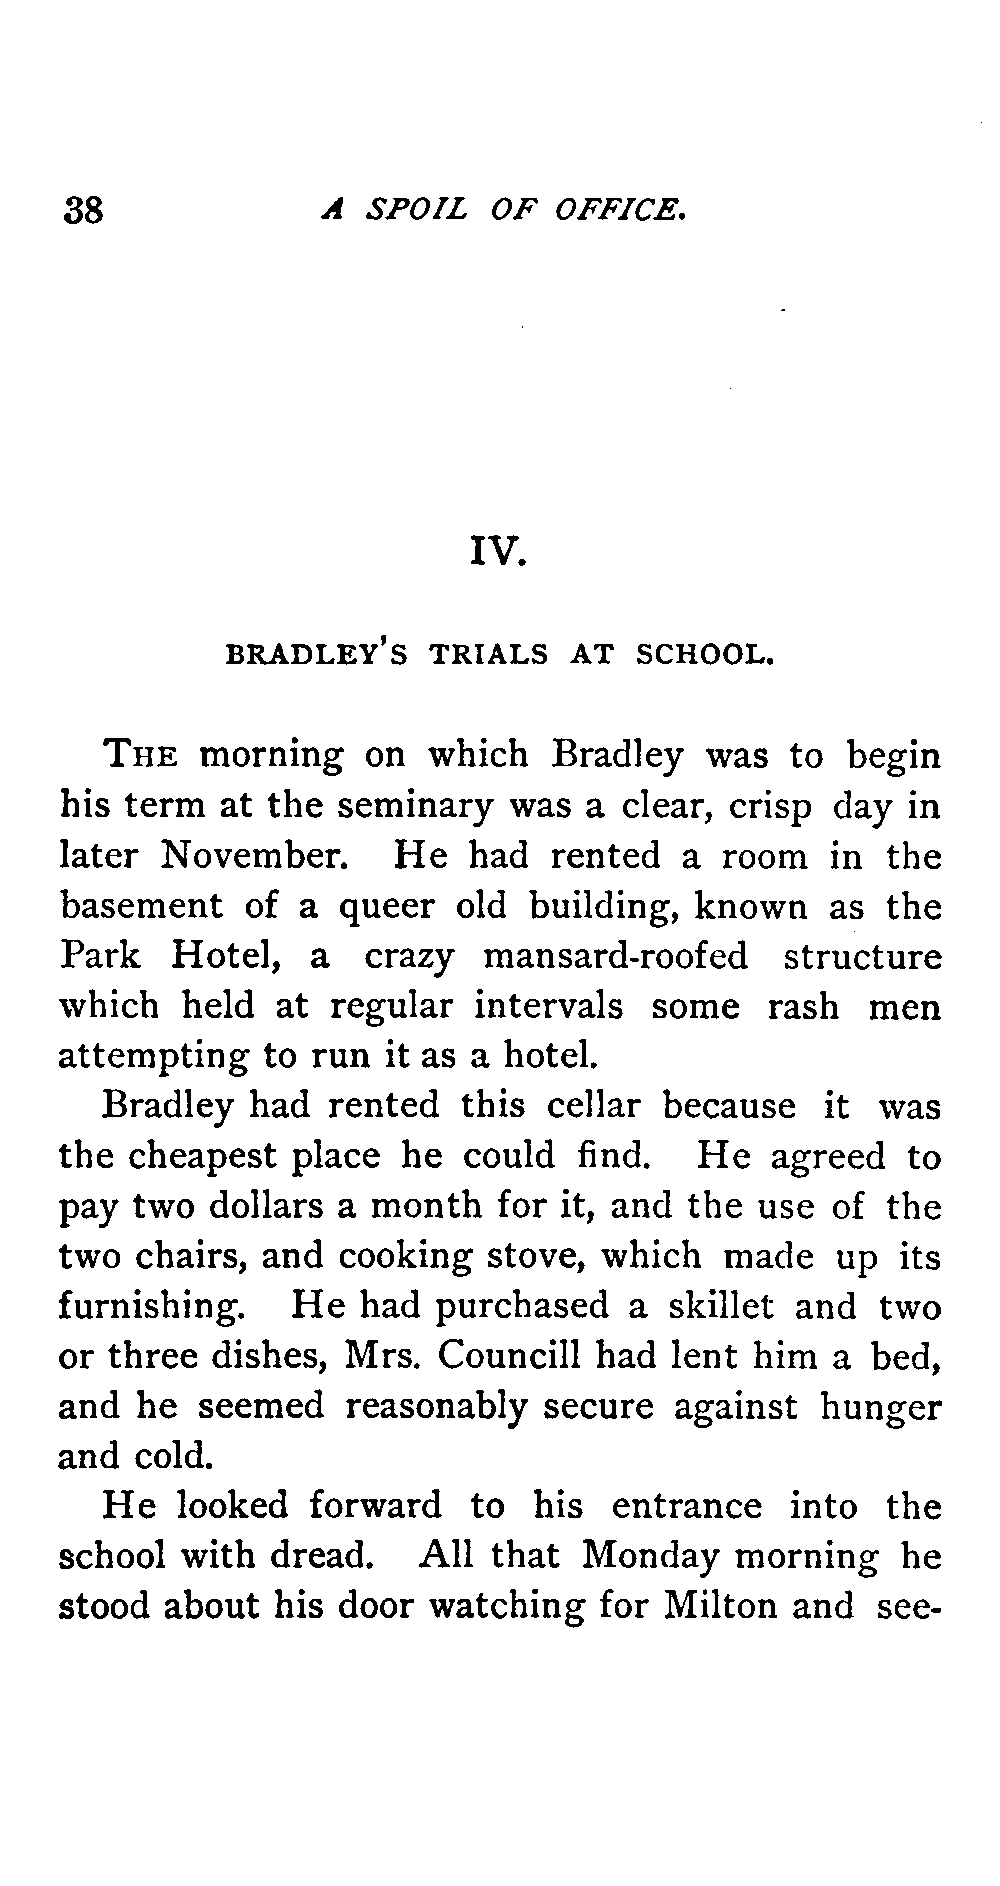 38 A SPOIL OF OFFICE.
IV.
BRADLEY'S TRIALS AT SCHOOL.
THE morning on which Bradley was to begin
his term at the seminary was a clear, crisp day in
later November. He had rented a room in the
basement of a queer old building, known as the
Park Hotel, a crazy mansard-roofed structure
which held at regular intervals some rash men
attempting to run it as a hotel.
Bradley had rented this cellar because it was
the cheapest place he could find. He agreed to
pay two dollars a month for it, and the use of the
two chairs, and cooking stove, which made up its
furnishing. He had purchased a skillet and two
or three dishes, Mrs. Councill had lent him a bed,
and he seemed reasonably secure against hunger
and cold.
He looked forward to his entrance into the
school with dread. All that Monday morning he
stood about his door watching for Milton and see-